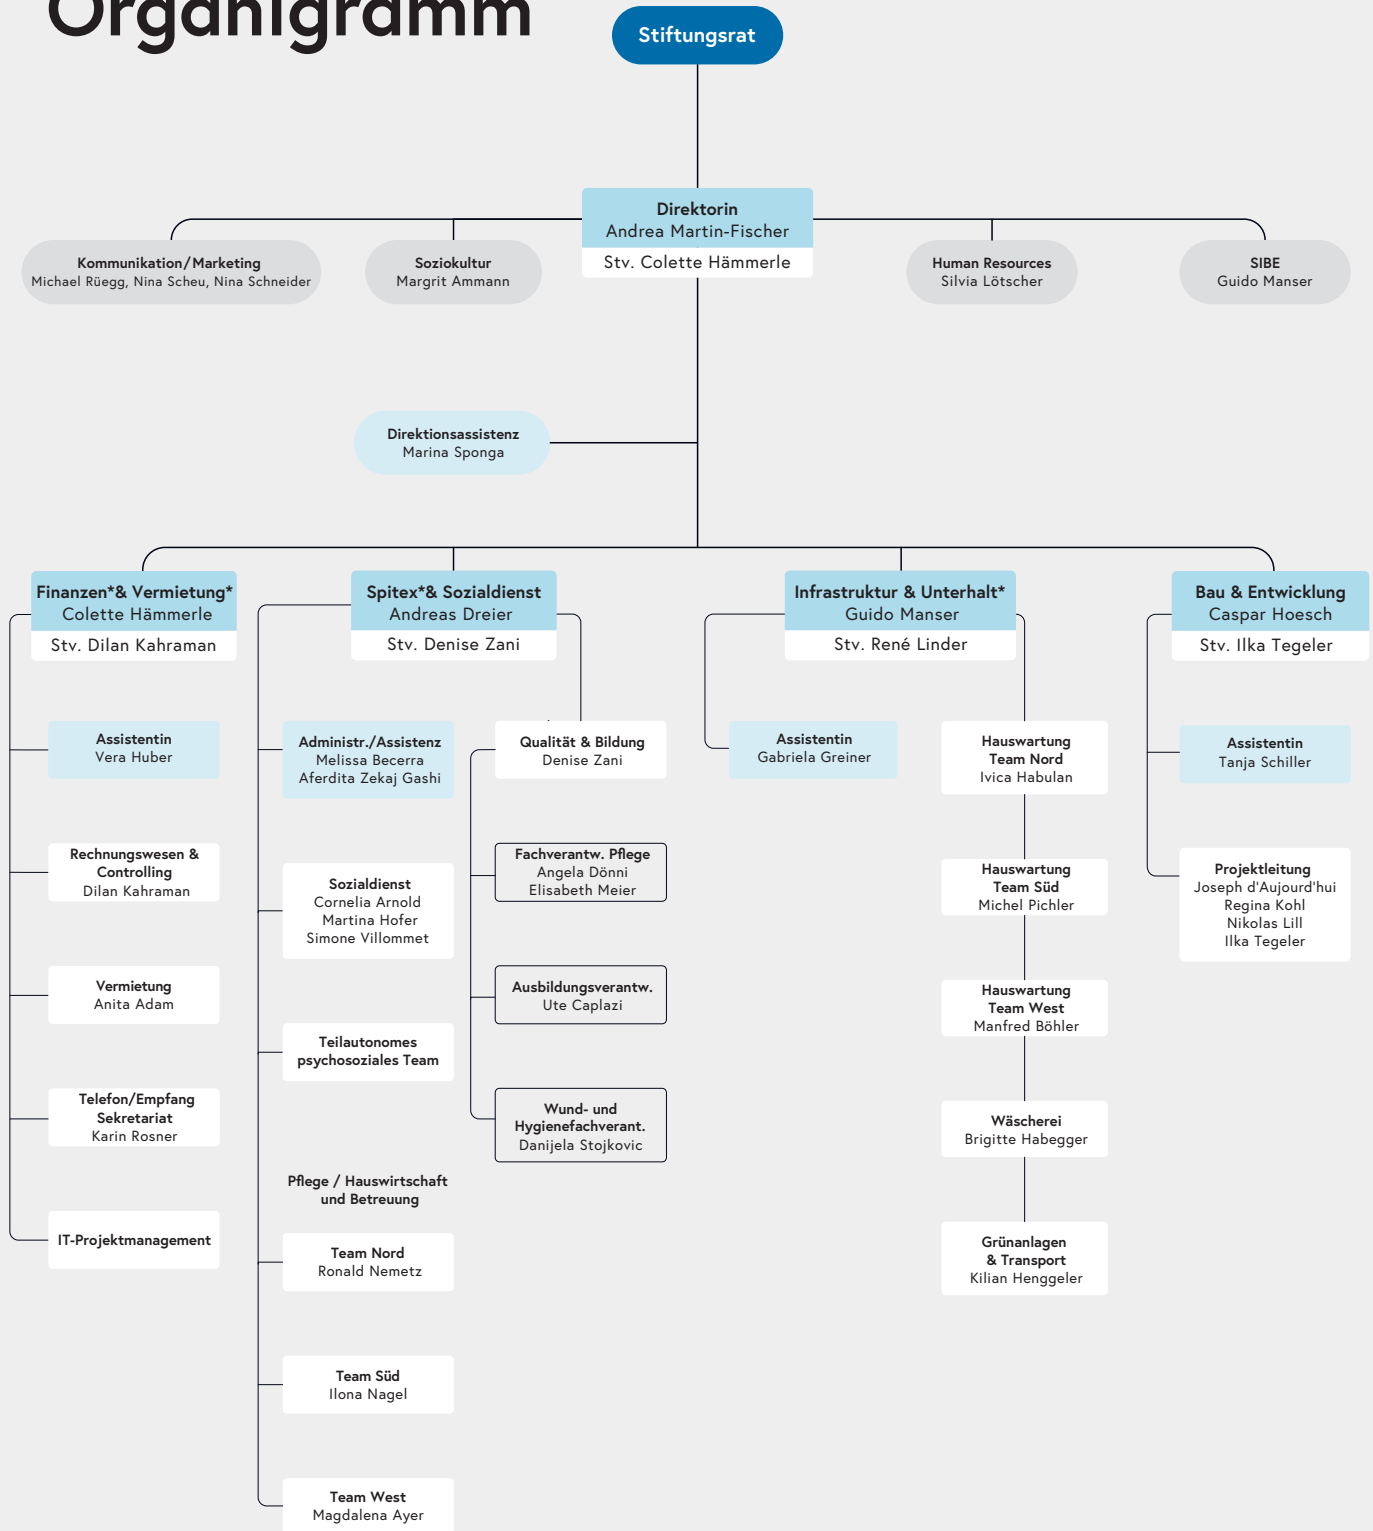 Organigramm
Stiftungsrat
Direktorin
Andrea Martin-Fischer
Stv. Colette Hämmerle
Kommunikation/Marketing
Michael Rüegg, Nina Scheu, Nina Schneider
Soziokultur
Margrit Ammann
Human Resources
Silvia Lötscher
SIBE
Guido Manser
Direktionsassistenz
Marina Sponga
Finanzen*& Vermietung*
Colette Hämmerle
Stv. Dilan Kahraman
Assistentin
Vera Huber
Rechnungswesen &
Controlling
Dilan Kahraman
Vermietung
Anita Adam
Telefon/Empfang
Sekretariat
Karin Rosner
IT-Projektmanagement
Spitex*& Sozialdienst
Andreas Dreier
Stv. Denise Zani
Administr./Assistenz
Melissa Becerra
Aferdita Zekaj Gashi
Sozialdienst
Cornelia Arnold
Martina Hofer
Simone Villommet
Teilautonomes
psychosoziales Team
Pflege / Hauswirtschaft
und Betreuung
Team Nord
Ronald Nemetz
Team Süd
Ilona Nagel
Team West
Magdalena Ayer
Qualität & Bildung
Denise Zani
Fachverantw. Pflege
Angela Dönni
Elisabeth Meier
Ausbildungsverantw.
Ute Caplazi
Wund- und
Hygienefachverant.
Danijela Stojkovic
Infrastruktur & Unterhalt*
Guido Manser
Stv. René Linder
Assistentin
Gabriela Greiner
Hauswartung
Team Nord
Ivica Habulan
Hauswartung
Team Süd
Michel Pichler
Hauswartung
Team West
Manfred Böhler
Wäscherei
Brigitte Habegger
Grünanlagen
& Transport
Kilian Henggeler
Bau & Entwicklung
Caspar Hoesch
Stv. Ilka Tegeler
Assistentin
Tanja Schiller
Projektleitung
Joseph d'Aujourd'hui
Regina Kohl
Nikolas Lill
Ilka Tegeler